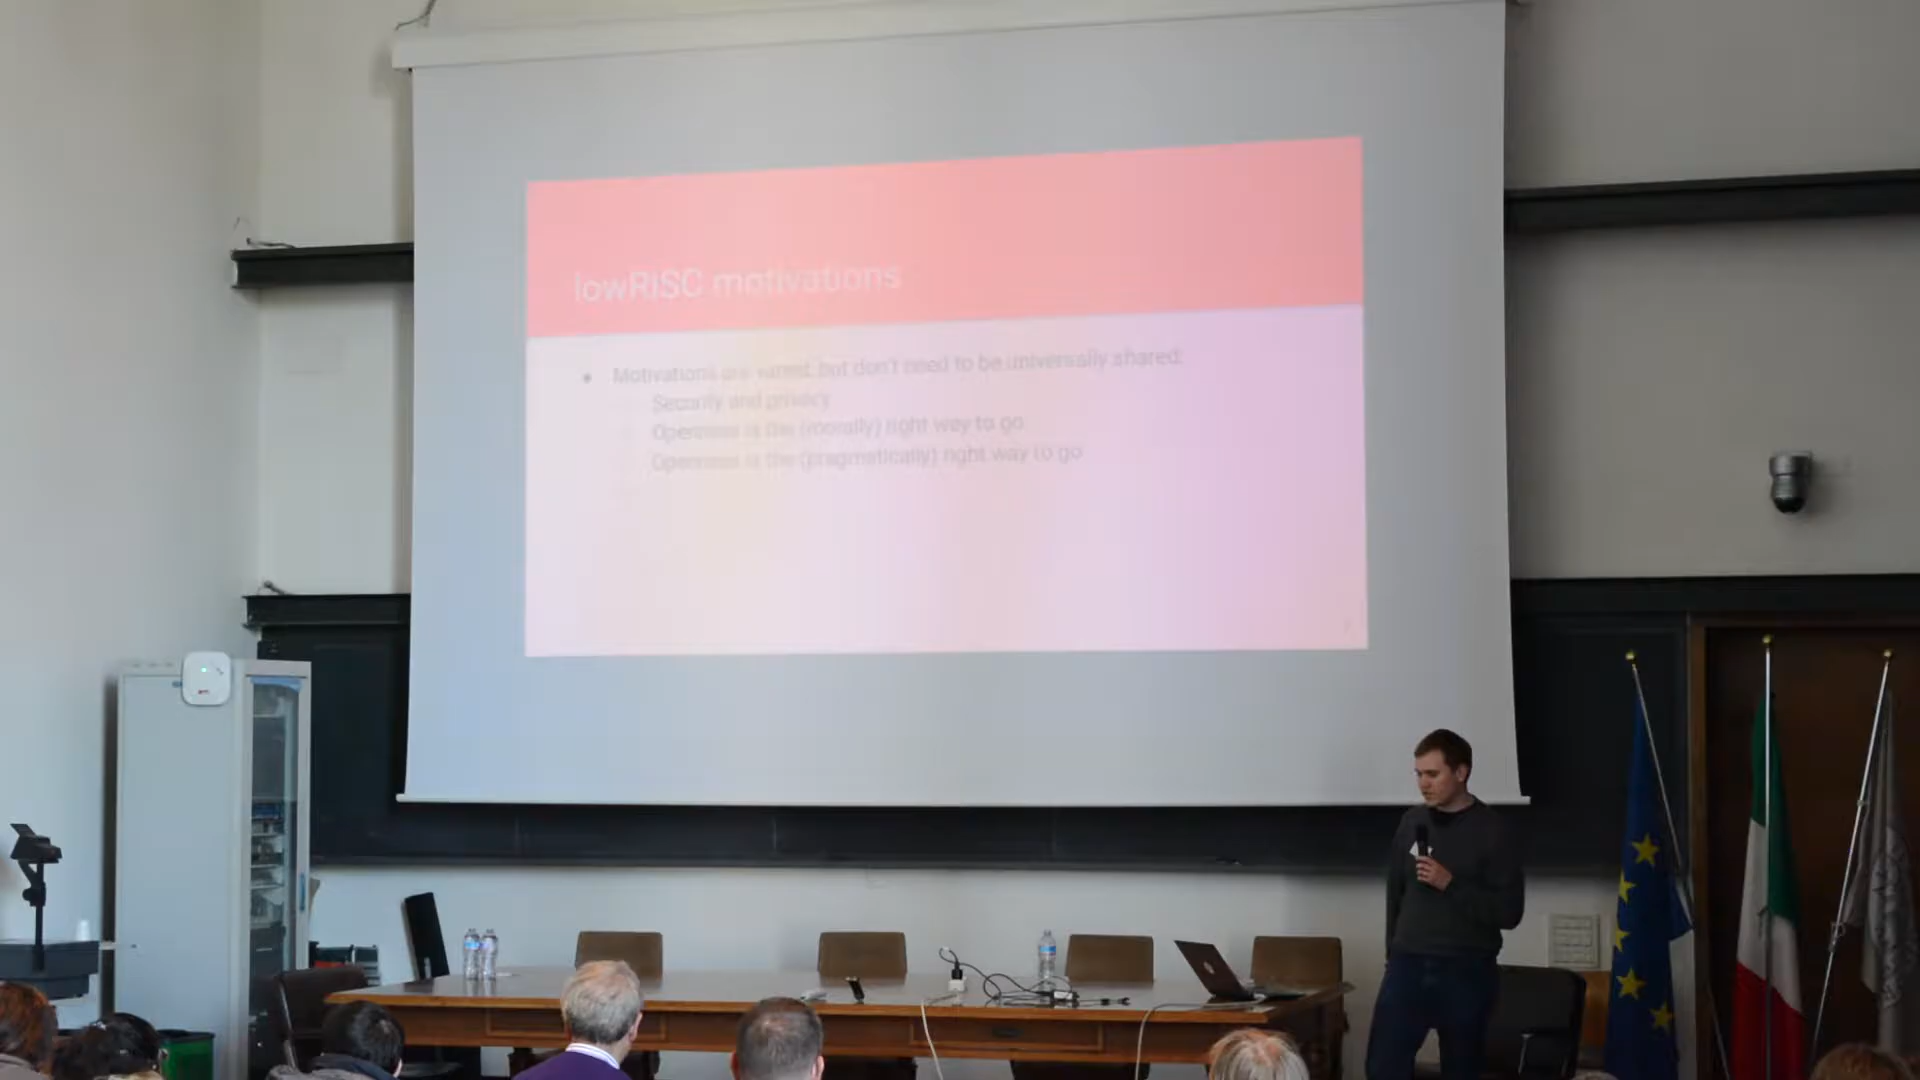 lowRISC motivations
Motivations are varied, but don't need to be universally shared:
Security and privacy
Openness is the (morally) right way to go
Openness is the (pragmatically) right way to go